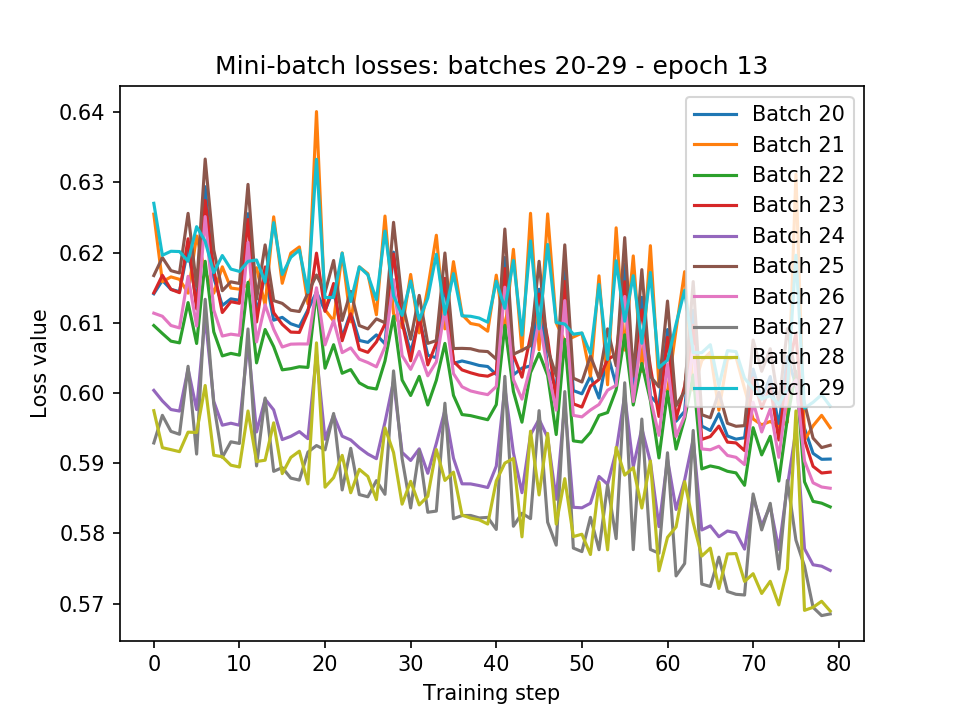 Mini-batch losses: batches 20-29 - epoch 13
0.64
0.63
0.62
0.61
0.60
0.59
0.58
0.57
Loss value
0 10 20 30 40 50 60 70 80
Training step
Batch 20
Batch 21
Batch 22
Batch 23
Batch 24
Batch 25
Batch 26
Batch 27
Batch 28
Batch 29